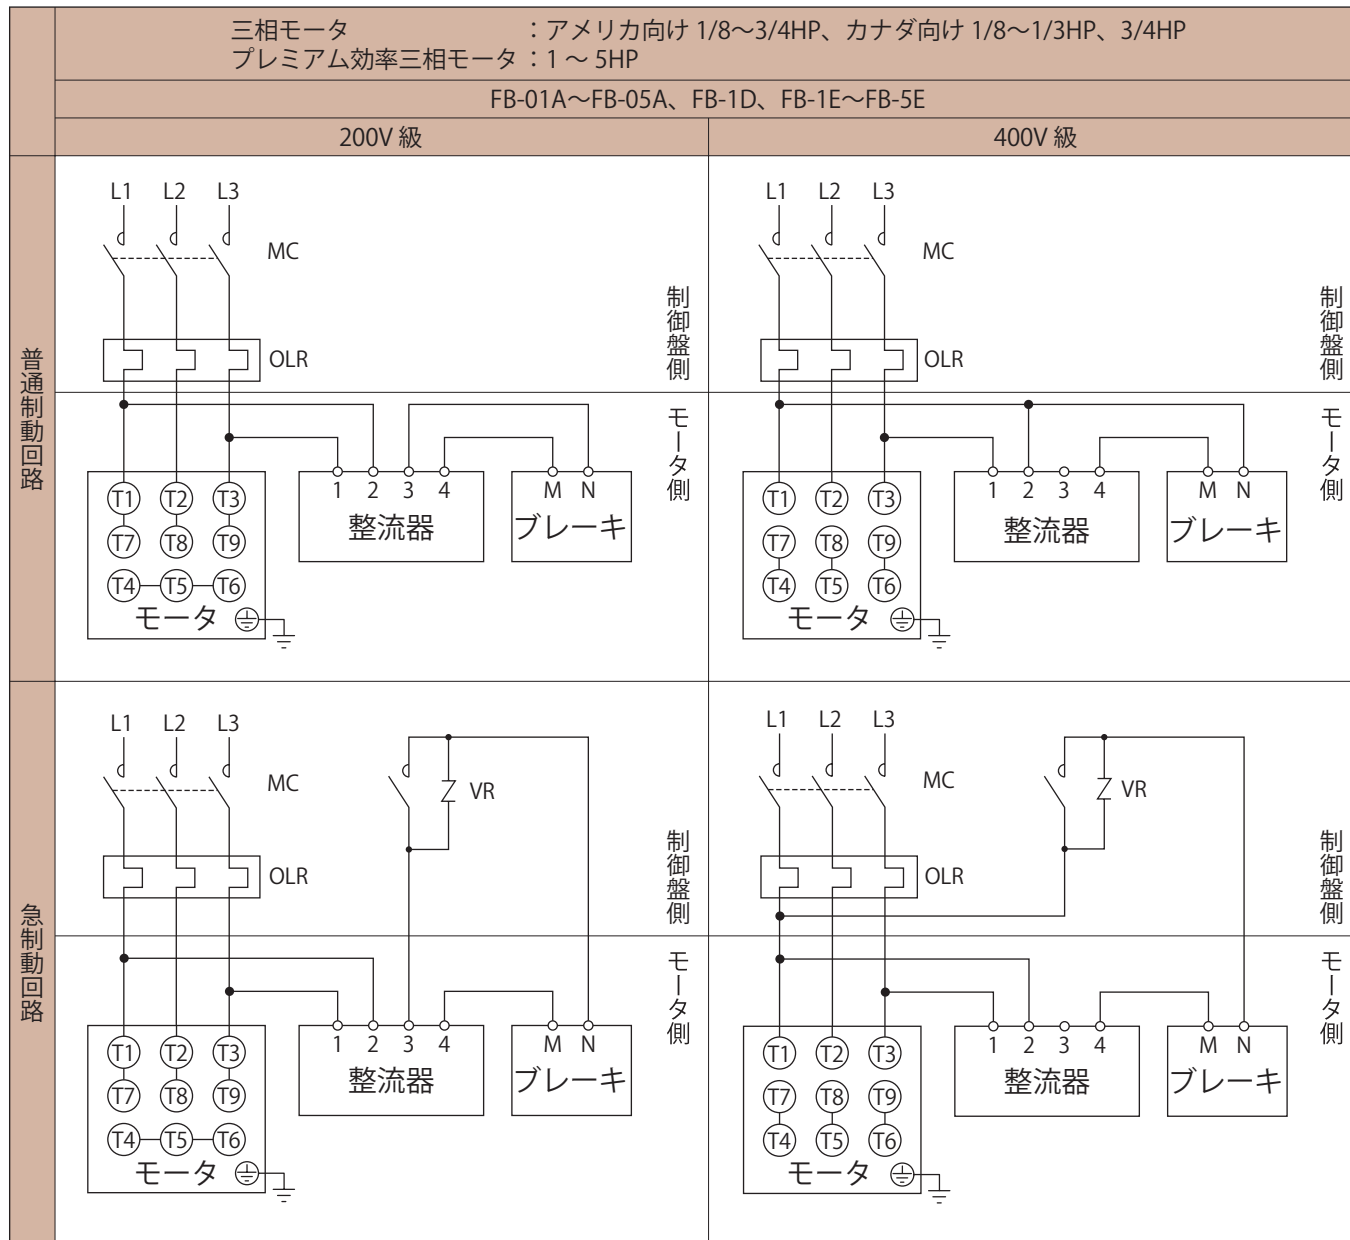 三相モータ　　　　　　　：アメリカ向け 1/8～3/4HP、カナダ向け 1/8～1/3HP、3/4HP
プレミアム効率三相モータ：1 ～ 5HP
FB-01A～FB-05A、FB-1D、FB-1E～FB-5E
200V 級
400V 級
普通制動回路
L1 L2 L3
MC
制御盤側
OLR
モータ側
T1 T2 T3
1 2 3 4
M N
整流器
ブレーキ
T7 T8 T9
T4 T5 T6
モータ
L1 L2 L3
MC
制御盤側
OLR
モータ側
T1 T2 T3
1 2 3 4
M N
整流器
ブレーキ
T7 T8 T9
T4 T5 T6
モータ
急制動回路
L1 L2 L3
MC
VR
制御盤側
OLR
モータ側
T1 T2 T3
1 2 3 4
M N
整流器
ブレーキ
T7 T8 T9
T4 T5 T6
モータ
L1 L2 L3
MC
VR
制御盤側
OLR
モータ側
T1 T2 T3
1 2 3 4
M N
整流器
ブレーキ
T7 T8 T9
T4 T5 T6
モータ